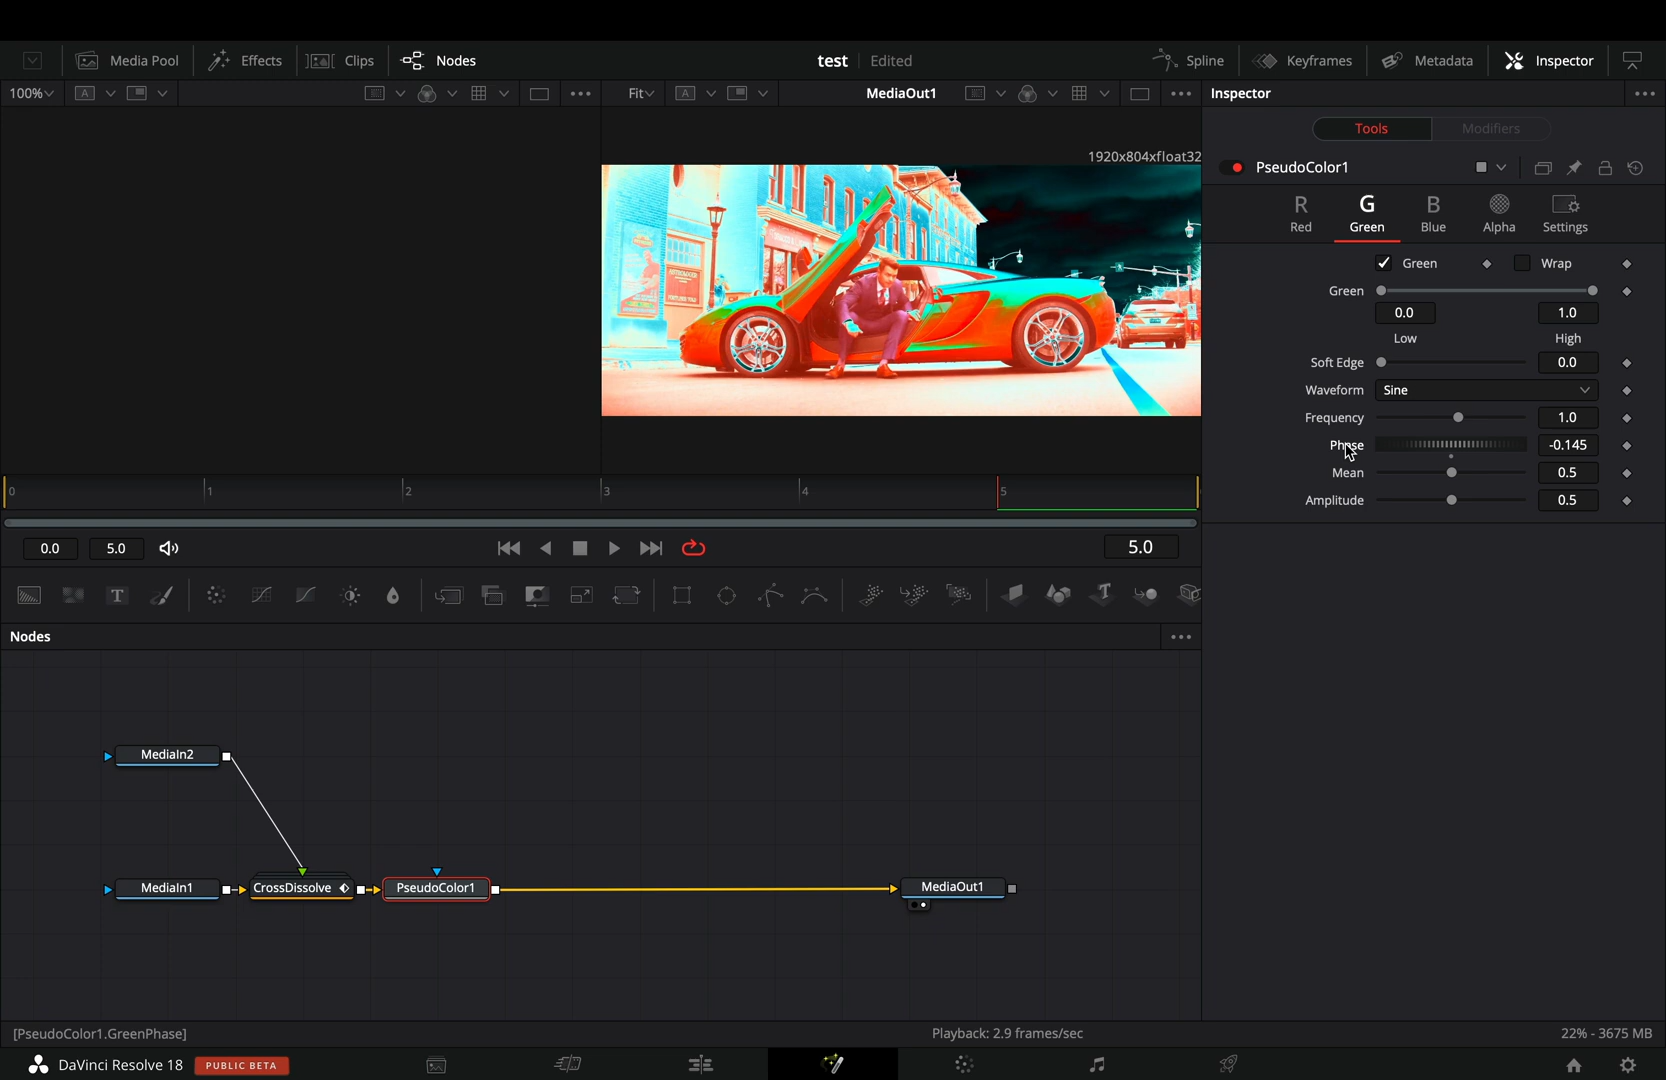 Media Pool Effects Clips Nodes test Edited Spline Keyframes Metadata Inspector
100% A Fit A MediaOut1 Inspector
Tools Modifiers
1920x804xfloat32
PseudoColor1
R G B
Red Green Blue Alpha Settings
Green Wrap
Green
0.0 1.0
Low High
Soft Edge 0.0
Waveform Sine
Frequency 1.0
Phase -0.145
Mean 0.5
Amplitude 0.5
0 1 2 3 4 5
0.0 5.0 5.0
T T
Nodes
MediaIn2
MediaIn1 CrossDissolve PseudoColor1 MediaOut1
[PseudoColor1.GreenPhase] Playback: 2.9 frames/sec 22% - 3675 MB
DaVinci Resolve 18 PUBLIC BETA